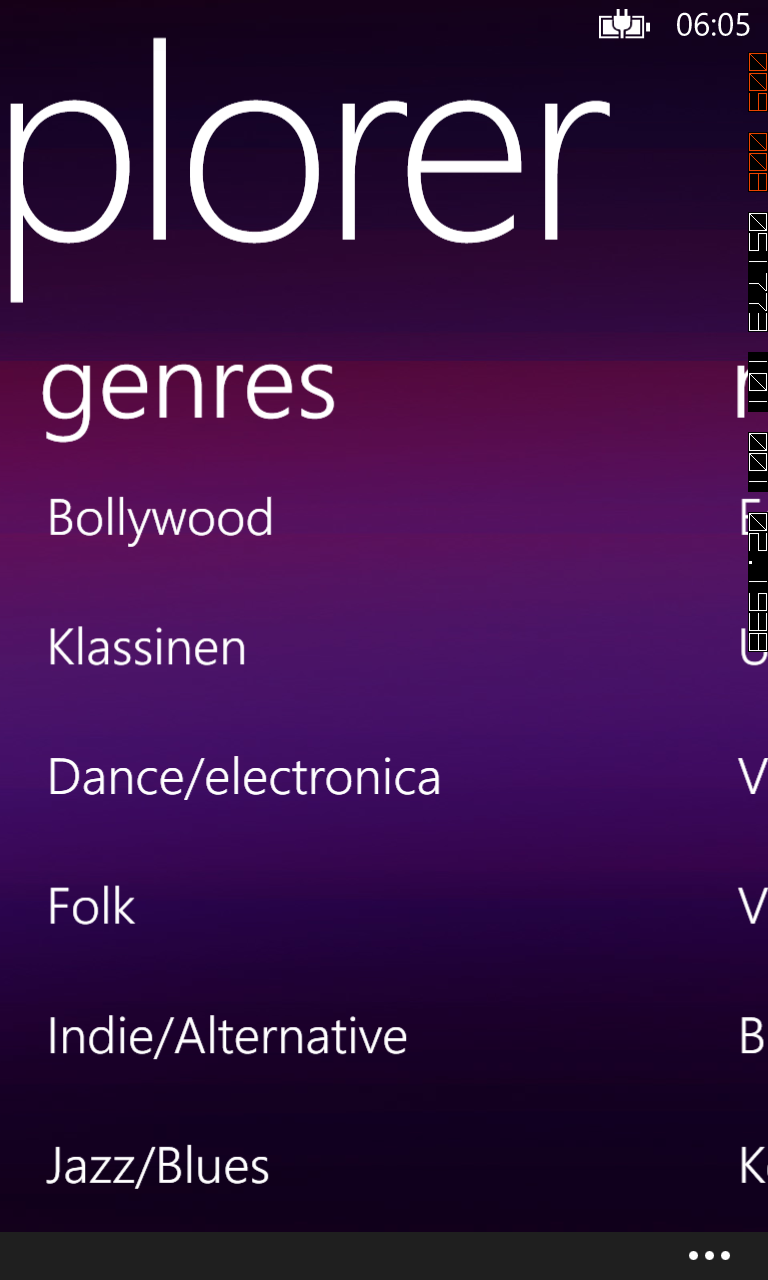 06:05
plorer
genres
Bollywood
Klassinen
Dance/electronica
Folk
Indie/Alternative
Jazz/Blues